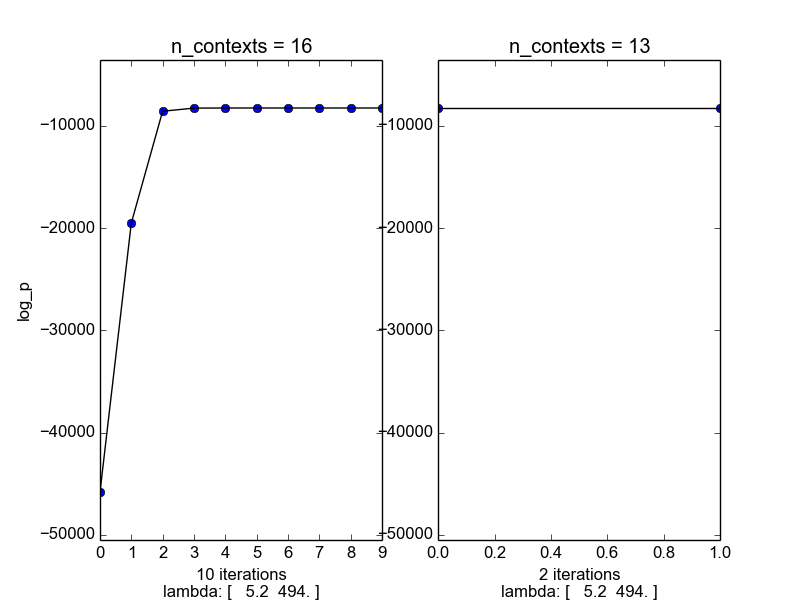 n_contexts = 16
log_p
−10000
−20000
−30000
−40000
−50000
0 1 2 3 4 5 6 7 8 9
10 iterations
lambda: [   5.2  494. ]
n_contexts = 13
−10000
−20000
−30000
−40000
−50000
0.0 0.2 0.4 0.6 0.8 1.0
2 iterations
lambda: [   5.2  494. ]